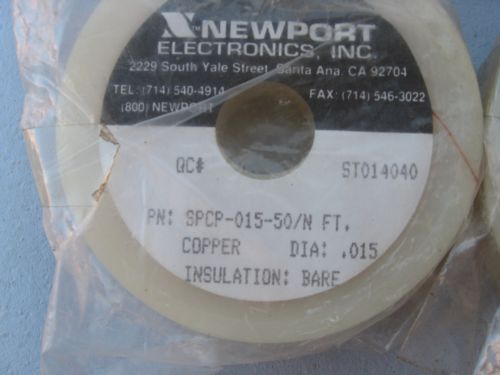 NEWPORT
ELECTRONICS, INC.
2229 South Yale Street, Santa Ana, CA 92704
TEL: (714) 540-4914 FAX: (714) 546-3022
(800) NEWPORT
QC# ST014040
PN: SPCP-015-50/N FT.
COPPER DIA: .015
INSULATION: BARE